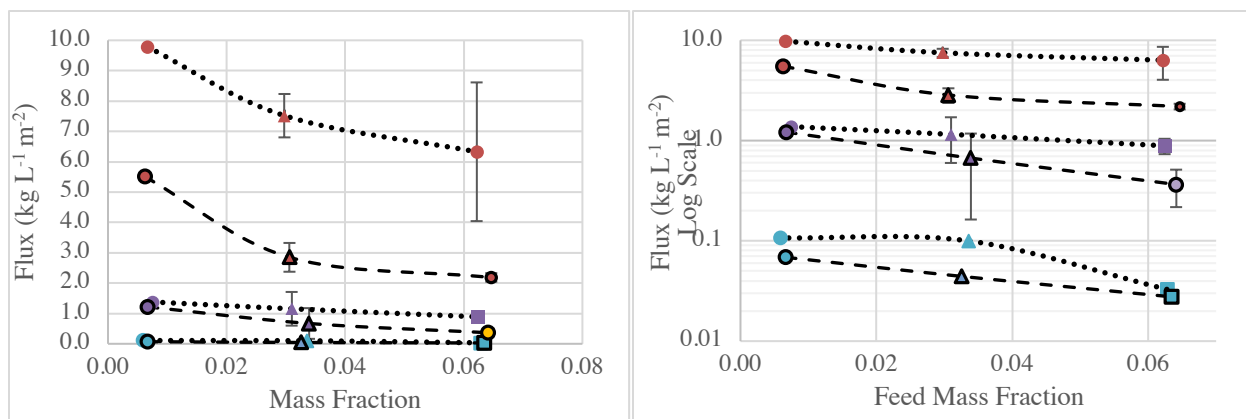 10.0
9.0
8.0
7.0
6.0
5.0
4.0
3.0
2.0
1.0
0.0
0.00 0.02 0.04 0.06 0.08
Flux (kg L⁻¹ m⁻²)
Mass Fraction
10.0
1.0
0.1
0.01
0.00 0.02 0.04 0.06
Flux (kg L⁻¹ m⁻²)
Log Scale
Feed Mass Fraction